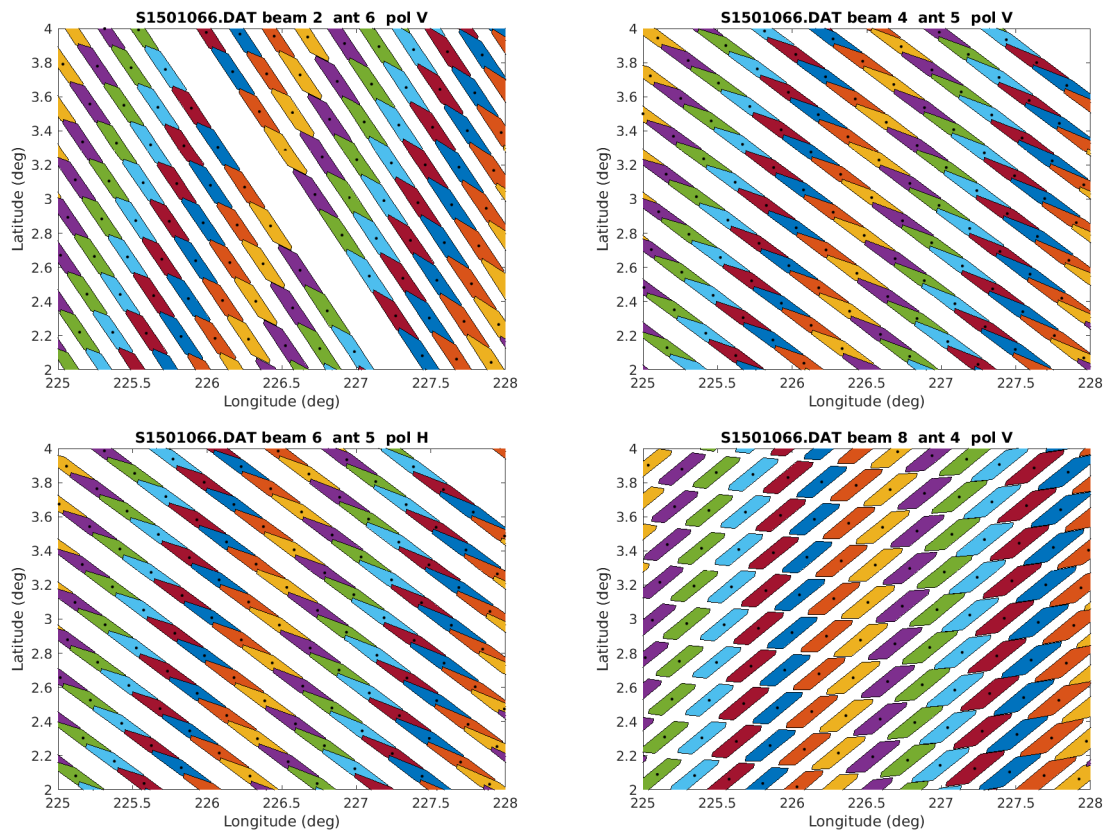 S1501066.DAT beam 2 ant 6 pol V
4
3.8
3.6
3.4
3.2
3
2.8
2.6
2.4
2.2
2
Latitude (deg)
225 225.5 226 226.5 227 227.5 228
Longitude (deg)
S1501066.DAT beam 4 ant 5 pol V
4
3.8
3.6
3.4
3.2
3
2.8
2.6
2.4
2.2
2
Latitude (deg)
225 225.5 226 226.5 227 227.5 228
Longitude (deg)
S1501066.DAT beam 6 ant 5 pol H
4
3.8
3.6
3.4
3.2
3
2.8
2.6
2.4
2.2
2
Latitude (deg)
225 225.5 226 226.5 227 227.5 228
Longitude (deg)
S1501066.DAT beam 8 ant 4 pol V
4
3.8
3.6
3.4
3.2
3
2.8
2.6
2.4
2.2
2
Latitude (deg)
225 225.5 226 226.5 227 227.5 228
Longitude (deg)